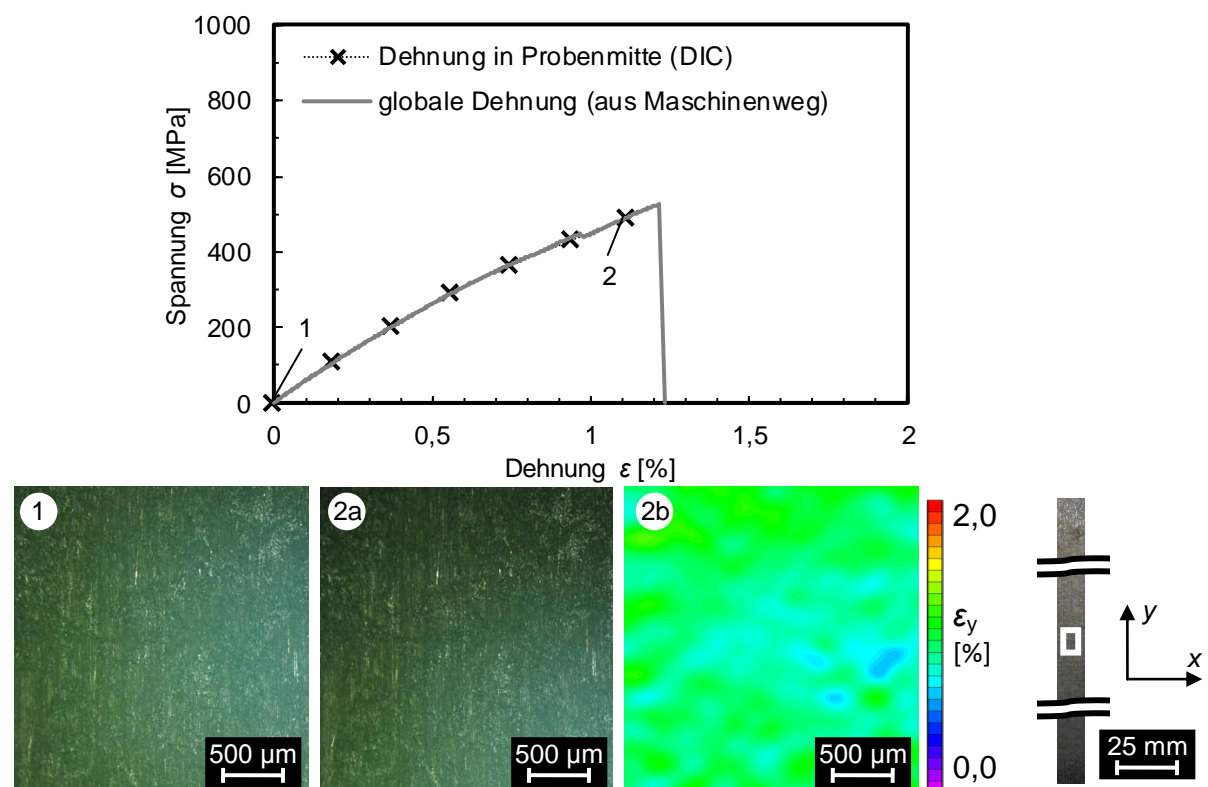 1000
800
600
400
200
0
Spannung σ [MPa]
Dehnung in Probenmitte (DIC)
globale Dehnung (aus Maschinenweg)
1
2
0
0,5
1
1,5
2
Dehnung ε [%]
1
500 µm
2a
500 µm
2b
500 µm
2,0
εy
[%]
0,0
y
x
25 mm